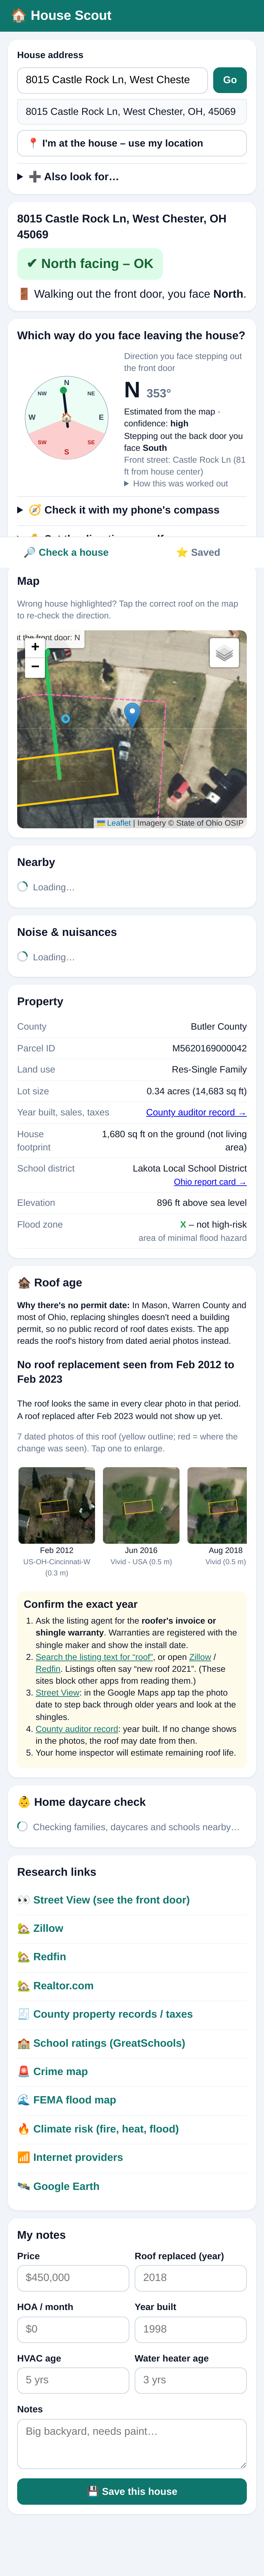 🏠 House Scout
House address
8015 Castle Rock Ln, West Cheste
Go
8015 Castle Rock Ln, West Chester, OH, 45069
📍 I'm at the house – use my location
▶ ➕ Also look for…
8015 Castle Rock Ln, West Chester, OH
45069
✔ North facing – OK
🚪 Walking out the front door, you face North.
Which way do you face leaving the house?
N
NW
NE
W
E
SW
SE
S
Direction you face stepping out
the front door
N 353°
Estimated from the map ·
confidence: high
Stepping out the back door you
face South
Front street: Castle Rock Ln (81
ft from house center)
▶ How this was worked out
▶ 🧭 Check it with my phone's compass
🔎 Check a house
⭐ Saved
Map
Wrong house highlighted? Tap the correct roof on the map
to re-check the direction.
the front door: N
+
−
Leaflet | Imagery © State of Ohio OSIP
Nearby
Loading…
Noise & nuisances
Loading…
Property
County Butler County
Parcel ID M5620169000042
Land use Res-Single Family
Lot size 0.34 acres (14,683 sq ft)
Year built, sales, taxes County auditor record →
House
footprint
1,680 sq ft on the ground (not living
area)
School district Lakota Local School District
Ohio report card →
Elevation 896 ft above sea level
Flood zone X – not high-risk
area of minimal flood hazard
🏚 Roof age
Why there's no permit date: In Mason, Warren County and
most of Ohio, replacing shingles doesn't need a building
permit, so no public record of roof dates exists. The app
reads the roof's history from dated aerial photos instead.
No roof replacement seen from Feb 2012 to
Feb 2023
The roof looks the same in every clear photo in that period.
A roof replaced after Feb 2023 would not show up yet.
7 dated photos of this roof (yellow outline; red = where the
change was seen). Tap one to enlarge.
Feb 2012
US-OH-Cincinnati-W
(0.3 m)
Jun 2016
Vivid - USA (0.5 m)
Aug 2018
Vivid (0.5 m)
Confirm the exact year
1. Ask the listing agent for the roofer's invoice or
shingle warranty. Warranties are registered with the
shingle maker and show the install date.
2. Search the listing text for “roof”, or open Zillow /
Redfin. Listings often say “new roof 2021”. (These
sites block other apps from reading them.)
3. Street View: in the Google Maps app tap the photo
date to step back through older years and look at the
shingles.
4. County auditor record: year built. If no change shows
in the photos, the roof may date from then.
5. Your home inspector will estimate remaining roof life.
👶 Home daycare check
Checking families, daycares and schools nearby…
Research links
👀 Street View (see the front door)
🏡 Zillow
🏡 Redfin
🏡 Realtor.com
🧾 County property records / taxes
🏫 School ratings (GreatSchools)
🚨 Crime map
🌊 FEMA flood map
🔥 Climate risk (fire, heat, flood)
📶 Internet providers
🛰 Google Earth
My notes
Price
Roof replaced (year)
$450,000
2018
HOA / month
Year built
$0
1998
HVAC age
Water heater age
5 yrs
3 yrs
Notes
Big backyard, needs paint…
💾 Save this house